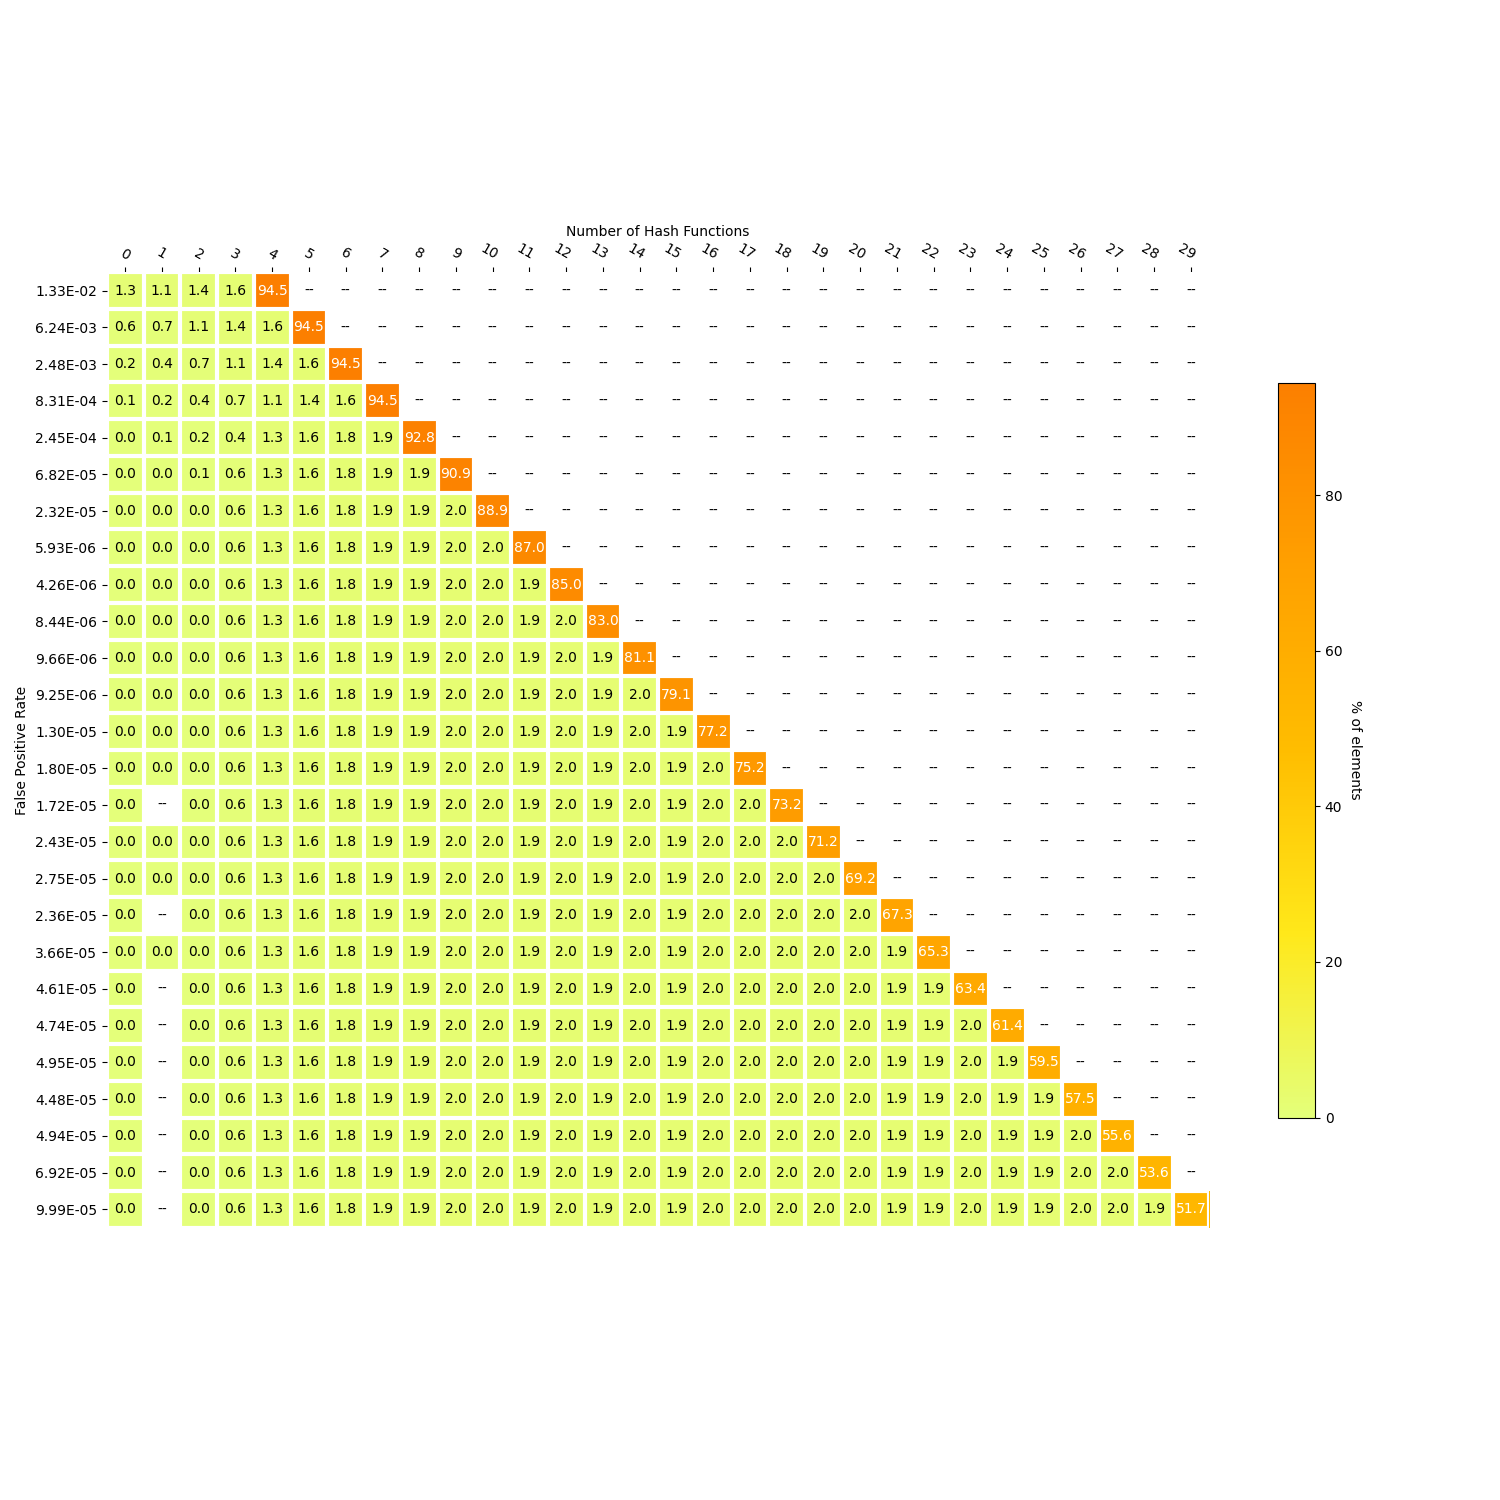 Number of Hash Functions
0 1 2 3 4 5 6 7 8 9 10 11 12 13 14 15 16 17 18 19 20 21 22 23 24 25 26 27 28 29
1.33E-02 1.3 1.1 1.4 1.6 94.5 -- -- -- -- -- -- -- -- -- -- -- -- -- -- -- -- -- -- -- -- -- -- -- -- --
6.24E-03 0.6 0.7 1.1 1.4 1.6 94.5 -- -- -- -- -- -- -- -- -- -- -- -- -- -- -- -- -- -- -- -- -- -- -- --
2.48E-03 0.2 0.4 0.7 1.1 1.4 1.6 94.5 -- -- -- -- -- -- -- -- -- -- -- -- -- -- -- -- -- -- -- -- -- -- --
8.31E-04 0.1 0.2 0.4 0.7 1.1 1.4 1.6 94.5 -- -- -- -- -- -- -- -- -- -- -- -- -- -- -- -- -- -- -- -- -- --
2.45E-04 0.0 0.1 0.2 0.4 1.3 1.6 1.8 1.9 92.8 -- -- -- -- -- -- -- -- -- -- -- -- -- -- -- -- -- -- -- -- --
6.82E-05 0.0 0.0 0.1 0.6 1.3 1.6 1.8 1.9 1.9 90.9 -- -- -- -- -- -- -- -- -- -- -- -- -- -- -- -- -- -- -- --
2.32E-05 0.0 0.0 0.0 0.6 1.3 1.6 1.8 1.9 1.9 2.0 88.9 -- -- -- -- -- -- -- -- -- -- -- -- -- -- -- -- -- -- --
5.93E-06 0.0 0.0 0.0 0.6 1.3 1.6 1.8 1.9 1.9 2.0 2.0 87.0 -- -- -- -- -- -- -- -- -- -- -- -- -- -- -- -- -- --
4.26E-06 0.0 0.0 0.0 0.6 1.3 1.6 1.8 1.9 1.9 2.0 2.0 1.9 85.0 -- -- -- -- -- -- -- -- -- -- -- -- -- -- -- -- --
8.44E-06 0.0 0.0 0.0 0.6 1.3 1.6 1.8 1.9 1.9 2.0 2.0 1.9 2.0 83.0 -- -- -- -- -- -- -- -- -- -- -- -- -- -- -- --
9.66E-06 0.0 0.0 0.0 0.6 1.3 1.6 1.8 1.9 1.9 2.0 2.0 1.9 2.0 1.9 81.1 -- -- -- -- -- -- -- -- -- -- -- -- -- -- --
9.25E-06 0.0 0.0 0.0 0.6 1.3 1.6 1.8 1.9 1.9 2.0 2.0 1.9 2.0 1.9 2.0 79.1 -- -- -- -- -- -- -- -- -- -- -- -- -- --
1.30E-05 0.0 0.0 0.0 0.6 1.3 1.6 1.8 1.9 1.9 2.0 2.0 1.9 2.0 1.9 2.0 1.9 77.2 -- -- -- -- -- -- -- -- -- -- -- -- --
1.80E-05 0.0 0.0 0.0 0.6 1.3 1.6 1.8 1.9 1.9 2.0 2.0 1.9 2.0 1.9 2.0 1.9 2.0 75.2 -- -- -- -- -- -- -- -- -- -- -- --
1.72E-05 0.0 -- 0.0 0.6 1.3 1.6 1.8 1.9 1.9 2.0 2.0 1.9 2.0 1.9 2.0 1.9 2.0 2.0 73.2 -- -- -- -- -- -- -- -- -- -- --
2.43E-05 0.0 0.0 0.0 0.6 1.3 1.6 1.8 1.9 1.9 2.0 2.0 1.9 2.0 1.9 2.0 1.9 2.0 2.0 2.0 71.2 -- -- -- -- -- -- -- -- -- --
2.75E-05 0.0 0.0 0.0 0.6 1.3 1.6 1.8 1.9 1.9 2.0 2.0 1.9 2.0 1.9 2.0 1.9 2.0 2.0 2.0 2.0 69.2 -- -- -- -- -- -- -- -- --
2.36E-05 0.0 -- 0.0 0.6 1.3 1.6 1.8 1.9 1.9 2.0 2.0 1.9 2.0 1.9 2.0 1.9 2.0 2.0 2.0 2.0 2.0 67.3 -- -- -- -- -- -- -- --
3.66E-05 0.0 0.0 0.0 0.6 1.3 1.6 1.8 1.9 1.9 2.0 2.0 1.9 2.0 1.9 2.0 1.9 2.0 2.0 2.0 2.0 2.0 1.9 65.3 -- -- -- -- -- -- --
4.61E-05 0.0 -- 0.0 0.6 1.3 1.6 1.8 1.9 1.9 2.0 2.0 1.9 2.0 1.9 2.0 1.9 2.0 2.0 2.0 2.0 2.0 1.9 1.9 63.4 -- -- -- -- -- --
4.74E-05 0.0 -- 0.0 0.6 1.3 1.6 1.8 1.9 1.9 2.0 2.0 1.9 2.0 1.9 2.0 1.9 2.0 2.0 2.0 2.0 2.0 1.9 1.9 2.0 61.4 -- -- -- -- --
4.95E-05 0.0 -- 0.0 0.6 1.3 1.6 1.8 1.9 1.9 2.0 2.0 1.9 2.0 1.9 2.0 1.9 2.0 2.0 2.0 2.0 2.0 1.9 1.9 2.0 1.9 59.5 -- -- -- --
4.48E-05 0.0 -- 0.0 0.6 1.3 1.6 1.8 1.9 1.9 2.0 2.0 1.9 2.0 1.9 2.0 1.9 2.0 2.0 2.0 2.0 2.0 1.9 1.9 2.0 1.9 1.9 57.5 -- -- --
4.94E-05 0.0 -- 0.0 0.6 1.3 1.6 1.8 1.9 1.9 2.0 2.0 1.9 2.0 1.9 2.0 1.9 2.0 2.0 2.0 2.0 2.0 1.9 1.9 2.0 1.9 1.9 2.0 55.6 -- --
6.92E-05 0.0 -- 0.0 0.6 1.3 1.6 1.8 1.9 1.9 2.0 2.0 1.9 2.0 1.9 2.0 1.9 2.0 2.0 2.0 2.0 2.0 1.9 1.9 2.0 1.9 1.9 2.0 2.0 53.6 --
9.99E-05 0.0 -- 0.0 0.6 1.3 1.6 1.8 1.9 1.9 2.0 2.0 1.9 2.0 1.9 2.0 1.9 2.0 2.0 2.0 2.0 2.0 1.9 1.9 2.0 1.9 1.9 2.0 2.0 1.9 51.7
False Positive Rate
80
60
40
20
0
% of elements